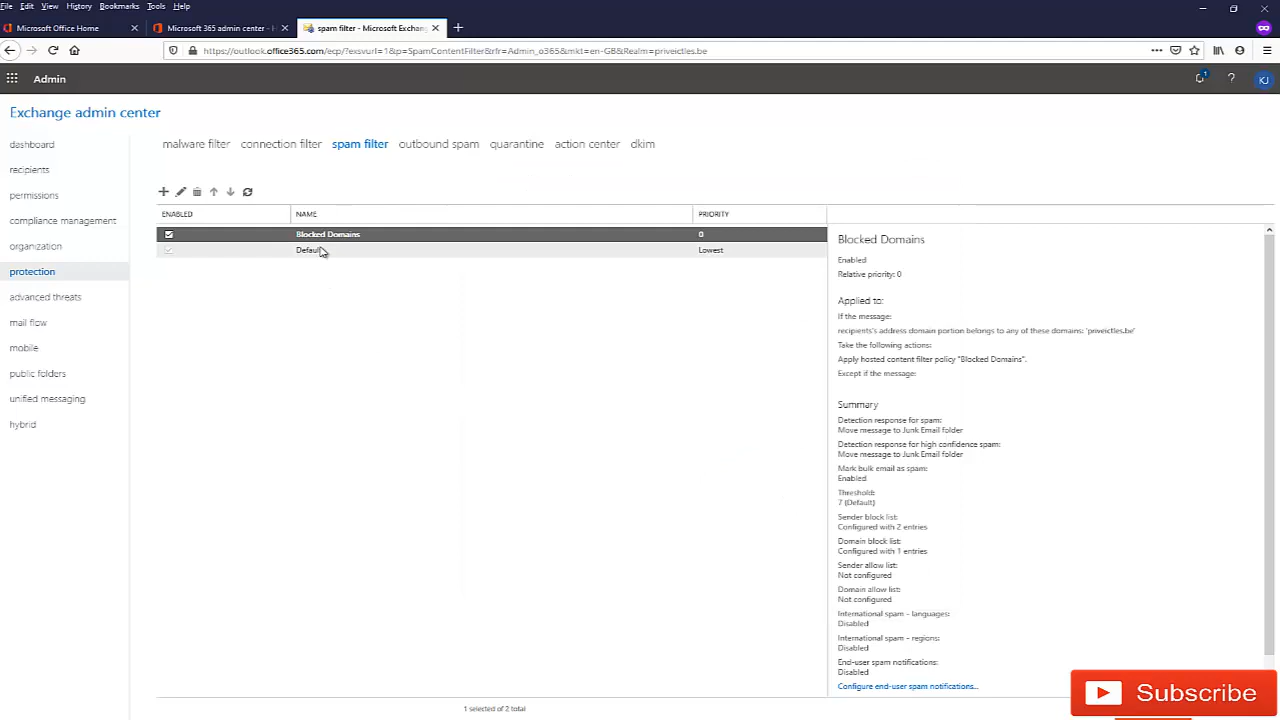 File Edit View History Bookmarks Tools Help
Microsoft Office Home
Microsoft 365 admin center -
spam filter - Microsoft Exchang
https://outlook.office365.com/ecp/?exsvurl=1&p=SpamContentFilter&rfr=Admin_o365&mkt=en-GB&Realm=priveictles.be
Admin
1
?
KJ
Exchange admin center
dashboard
recipients
permissions
compliance management
organization
protection
advanced threats
mail flow
mobile
public folders
unified messaging
hybrid
malware filter connection filter spam filter outbound spam quarantine action center dkim
ENABLED NAME PRIORITY
Blocked Domains 0
Default Lowest
Blocked Domains
Enabled
Relative priority: 0
Applied to:
If the message:
recipients's address domain portion belongs to any of these domains: 'priveictles.be'
Take the following actions:
Apply hosted content filter policy "Blocked Domains".
Except if the message:
Summary
Detection response for spam:
Move message to Junk Email folder
Detection response for high confidence spam:
Move message to Junk Email folder
Mark bulk email as spam:
Enabled
Threshold:
7 (Default)
Sender block list:
Configured with 2 entries
Domain block list:
Configured with 1 entries
Sender allow list:
Not configured
Domain allow list:
Not configured
International spam - languages:
Disabled
International spam - regions:
Disabled
End-user spam notifications:
Disabled
Configure end-user spam notifications...
1 selected of 2 total
Subscribe